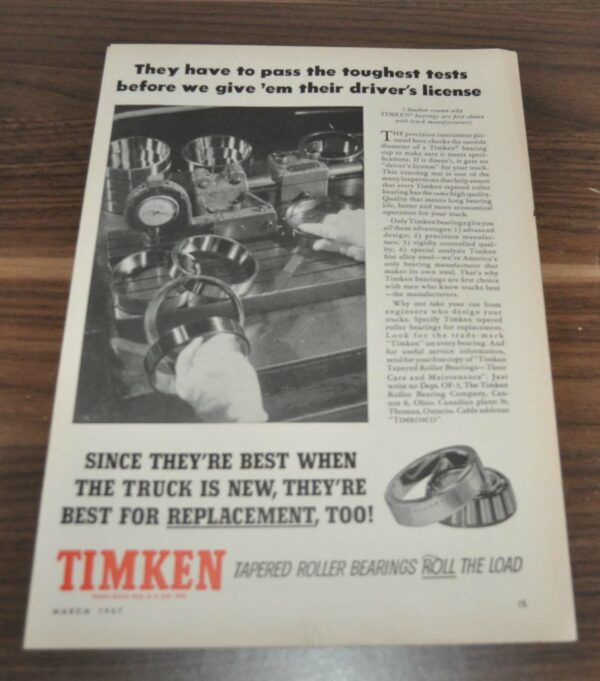 They have to pass the toughest tests
before we give 'em their driver's license
(Another reason why
TIMKEN® bearings are first choice
with truck manufacturers)
THE precision instrument pic-
tured here checks the outside
diameter of a Timken® bearing
cup to make sure it meets speci-
fications. If it doesn't, it gets no
"driver's license" for your truck.
This exacting test is one of the
many inspections that help assure
that every Timken tapered roller
bearing has the same high quality.
Quality that means long bearing
life, better and more economical
operation for your truck.
Only Timken bearings give you
all these advantages: 1) advanced
design; 2) precision manufac-
ture; 3) rigidly controlled qual-
ity; 4) special analysis Timken
fine alloy steel—we're America's
only bearing manufacturer that
makes its own steel. That's why
Timken bearings are first choice
with men who know trucks best
—the manufacturers.
Why not take your cue from
engineers who design your
trucks. Specify Timken tapered
roller bearings for replacement.
Look for the trade-mark
"Timken" on every bearing. And
for useful service information,
send for your free copy of "Timken
Tapered Roller Bearings—Their
Care and Maintenance". Just
write to: Dept. OF-3, The Timken
Roller Bearing Company, Can-
ton 6, Ohio. Canadian plant: St.
Thomas, Ontario. Cable address:
"TIMROSCO".
SINCE THEY'RE BEST WHEN
THE TRUCK IS NEW, THEY'RE
BEST FOR REPLACEMENT, TOO!
TIMKEN TAPERED ROLLER BEARINGS ROLL THE LOAD
MARCH 1957
15